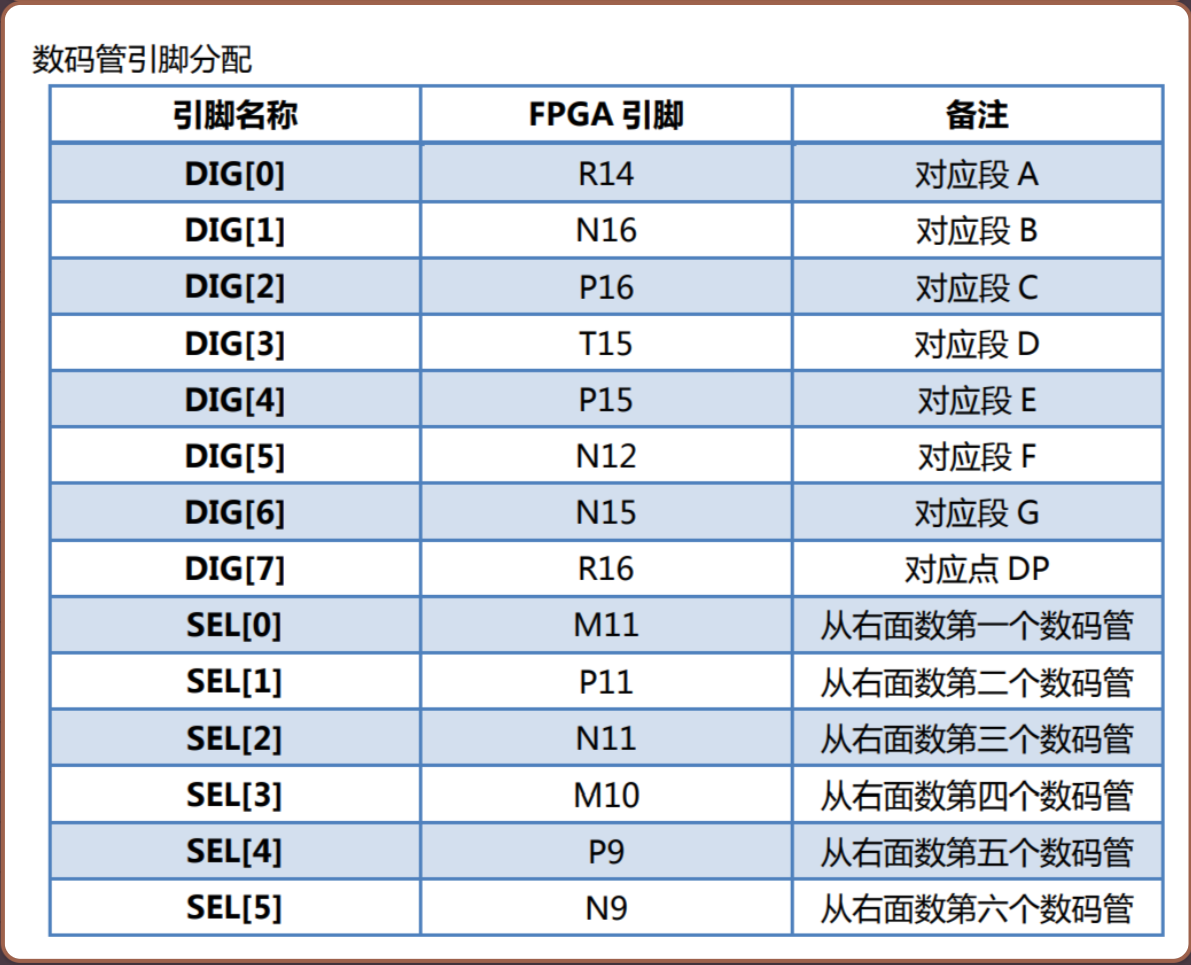 数码管引脚分配
引脚名称 FPGA 引脚 备注
DIG[0] R14 对应段 A
DIG[1] N16 对应段 B
DIG[2] P16 对应段 C
DIG[3] T15 对应段 D
DIG[4] P15 对应段 E
DIG[5] N12 对应段 F
DIG[6] N15 对应段 G
DIG[7] R16 对应点 DP
SEL[0] M11 从右面数第一个数码管
SEL[1] P11 从右面数第二个数码管
SEL[2] N11 从右面数第三个数码管
SEL[3] M10 从右面数第四个数码管
SEL[4] P9 从右面数第五个数码管
SEL[5] N9 从右面数第六个数码管